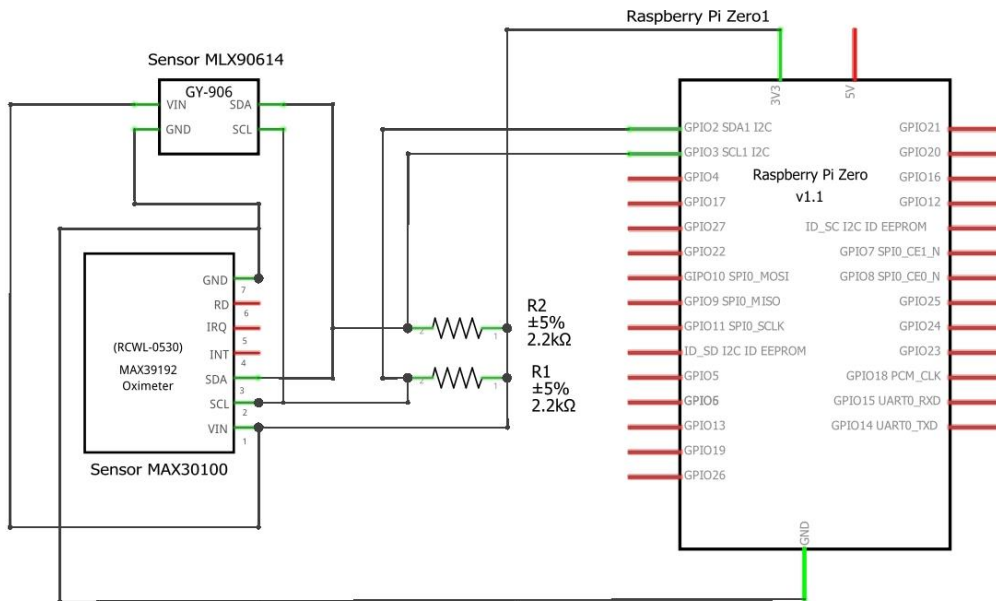 Raspberry Pi Zero1
Sensor MLX90614
GY-906
VIN
SDA
GND
SCL
3V3
5V
GPIO2 SDA1 I2C
GPIO3 SCL1 I2C
GPIO4
GPIO17
GPIO27
GPIO22
GIPO10 SPI0_MOSI
GPIO9 SPI0_MISO
GPIO11 SPI0_SCLK
ID_SD I2C ID EEPROM
GPIO5
GPIO6
GPIO13
GPIO19
GPIO26
Raspberry Pi Zero
v1.1
GPIO21
GPIO20
GPIO16
GPIO12
ID_SC I2C ID EEPROM
GPIO7 SPI0_CE1_N
GPIO8 SPI0_CE0_N
GPIO25
GPIO24
GPIO23
GPIO18 PCM_CLK
GPIO15 UART0_RXD
GPIO14 UART0_TXD
GND
(RCWL-0530)
MAX39192
Oximeter
GND
7
RD
6
IRQ
5
INT
4
SDA
3
SCL
2
VIN
1
Sensor MAX30100
R2
±5%
2.2kΩ
2
1
R1
±5%
2.2kΩ
2
1